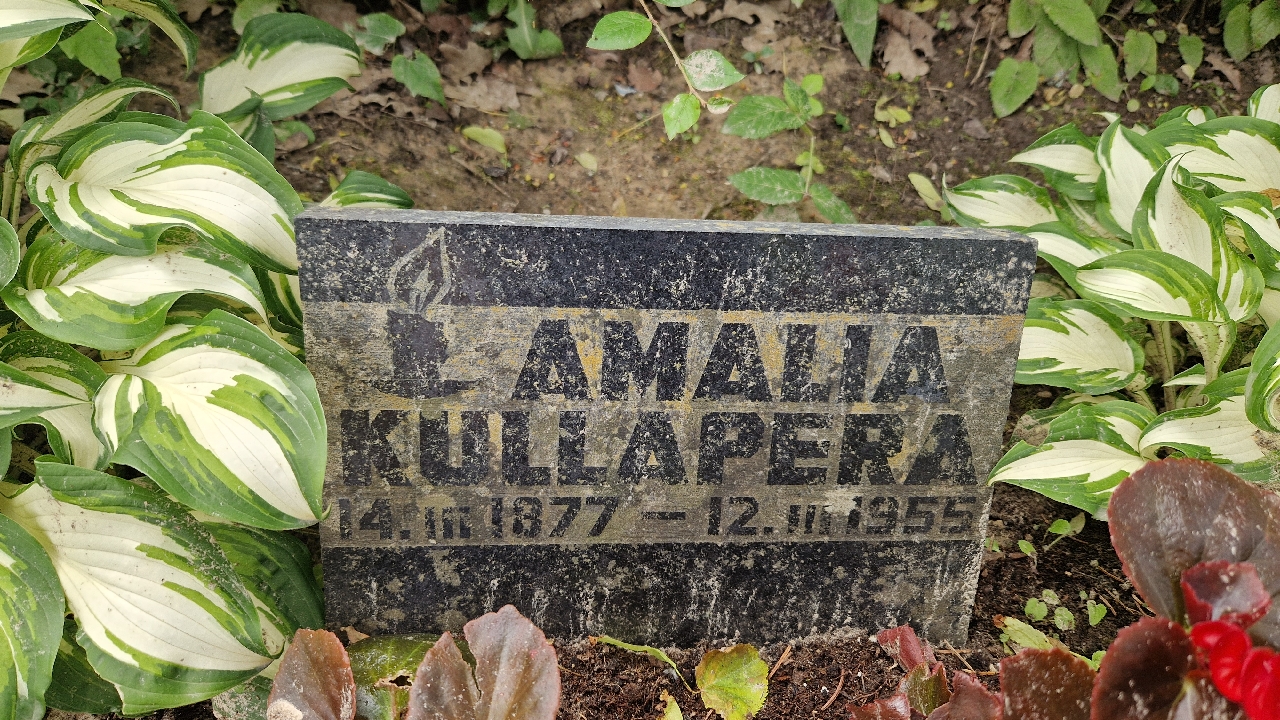 AMALIA
KULLAPERA
14. III 1877 – 12. III 1955